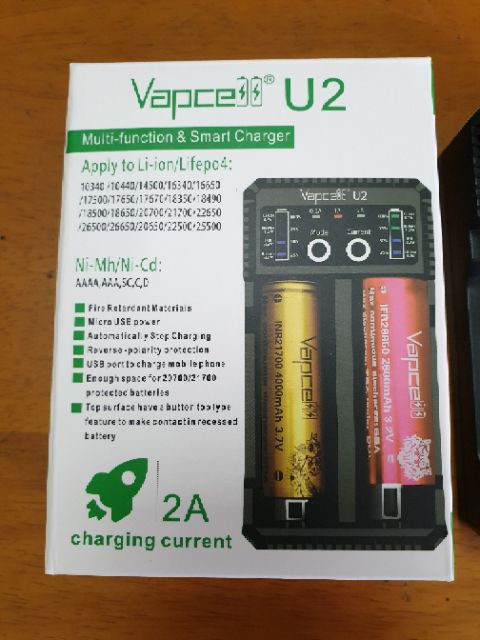 Vapcell® U2
Multi-function & Smart Charger
Apply to Li-ion/Lifepo4:
10340/10440/14500/16340/16650
/17500/17650/17670/18350/18490
/18500/18650/20700/21700/22650
/26500/26650/20650/22500/25500
Ni-Mh/Ni-Cd:
AAAA,AAA,SC,C,D
Fire Retardant Materials
Micro USE power
Automatically Stop Charging
Reverse-polarity protection
USB port to charge mobile phone
Enough space for 20700/21700
protected batteries
Top surface have a button top type
feature to make contact in recessed
battery
2A
charging current
Vapcell U2
Mode
Current
Vapcell
INR21700 4000mAh 3.7V
Vapcell
IFR26650 2800mAh 3.2V